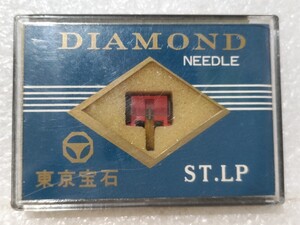 DIAMOND
NEEDLE
東京宝石
ST.LP